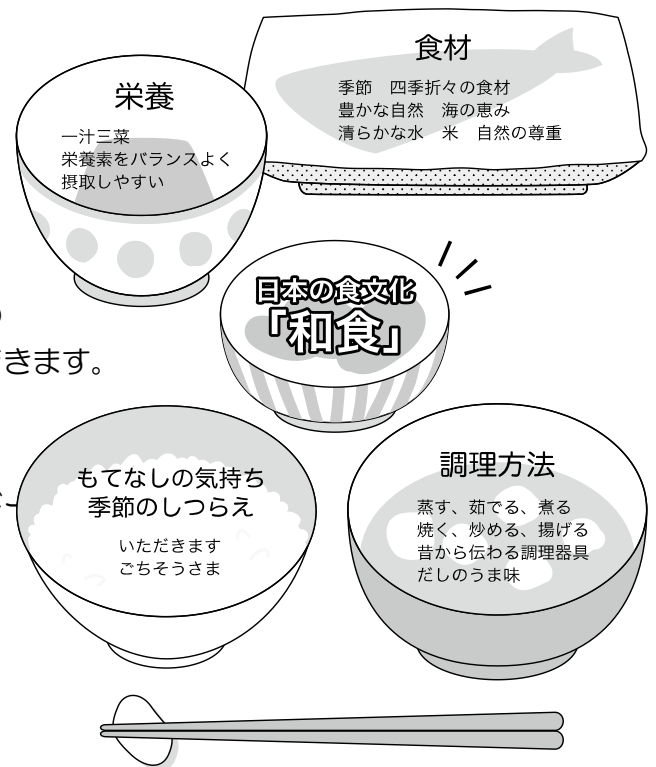 食材
季節　四季折々の食材
豊かな自然　海の恵み
清らかな水　米　自然の尊重
栄養
一汁三菜
栄養素をバランスよく
摂取しやすい
日本の食文化
「和食」
きます。
もてなしの気持ち
季節のしつらえ
いただきます
ごちそうさま
調理方法
蒸す、茹でる、煮る
焼く、炒める、揚げる
昔から伝わる調理器具
だしのうま味